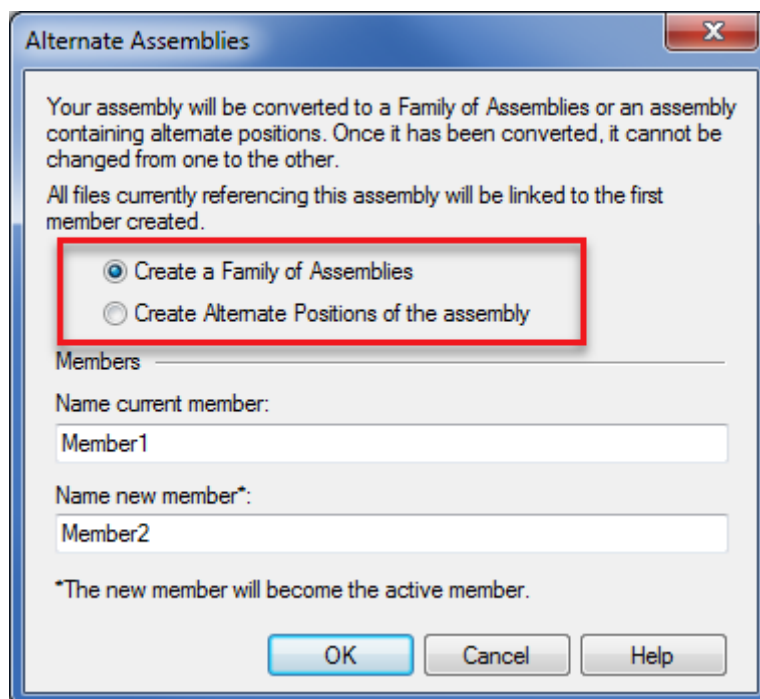 Alternate Assemblies
Your assembly will be converted to a Family of Assemblies or an assembly
containing alternate positions. Once it has been converted, it cannot be
changed from one to the other.
All files currently referencing this assembly will be linked to the first
member created.
Create a Family of Assemblies
Create Alternate Positions of the assembly
Members
Name current member:
Member1
Name new member*:
Member2
*The new member will become the active member.
OK Cancel Help